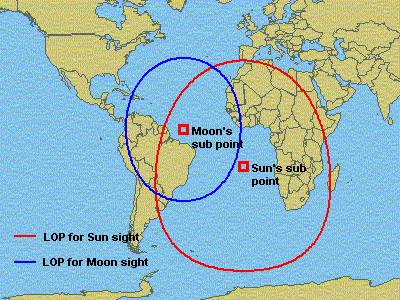 Moon's
sub point
Sun's sub
point
LOP for Sun sight
LOP for Moon sight